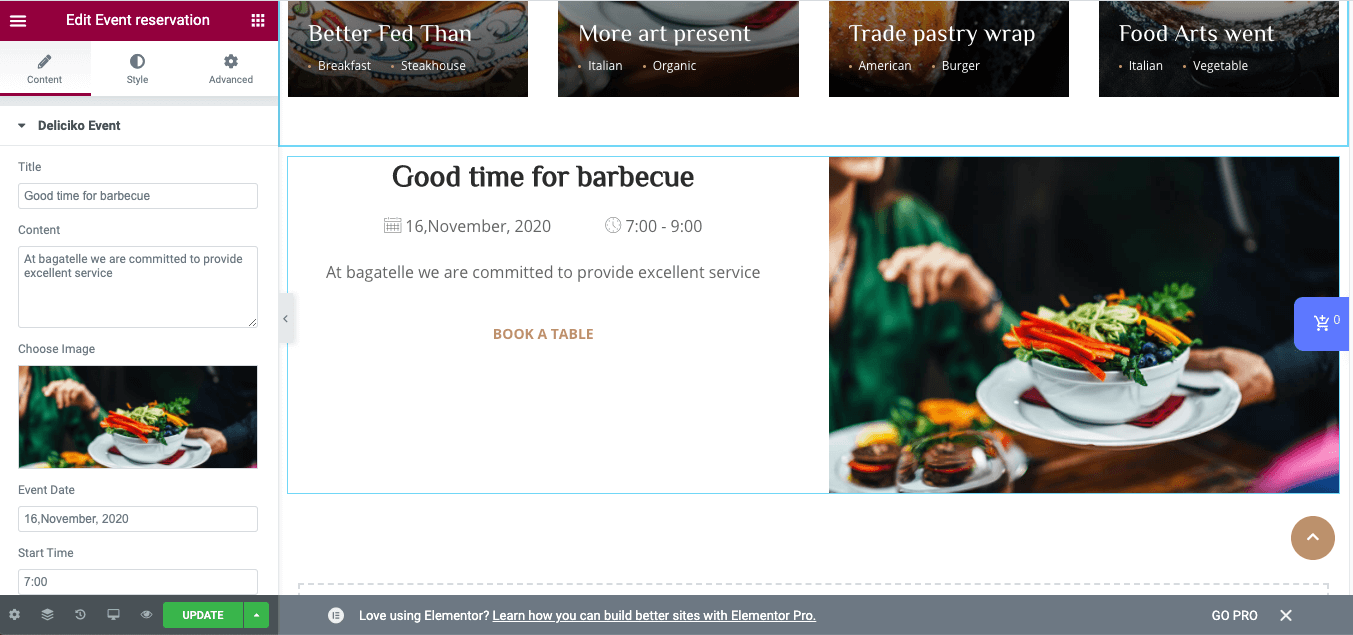 Edit Event reservation
Content
Style
Advanced
Deliciko Event
Title
Good time for barbecue
Content
At bagatelle we are committed to provide
excellent service
Choose Image
Event Date
16,November, 2020
Start Time
7:00
UPDATE
Better Fed Than
Breakfast Steakhouse
More art present
Italian Organic
Trade pastry wrap
American Burger
Food Arts went
Italian Vegetable
Good time for barbecue
16,November, 2020 7:00 - 9:00
At bagatelle we are committed to provide excellent service
BOOK A TABLE
0
Love using Elementor? Learn how you can build better sites with Elementor Pro.
GO PRO